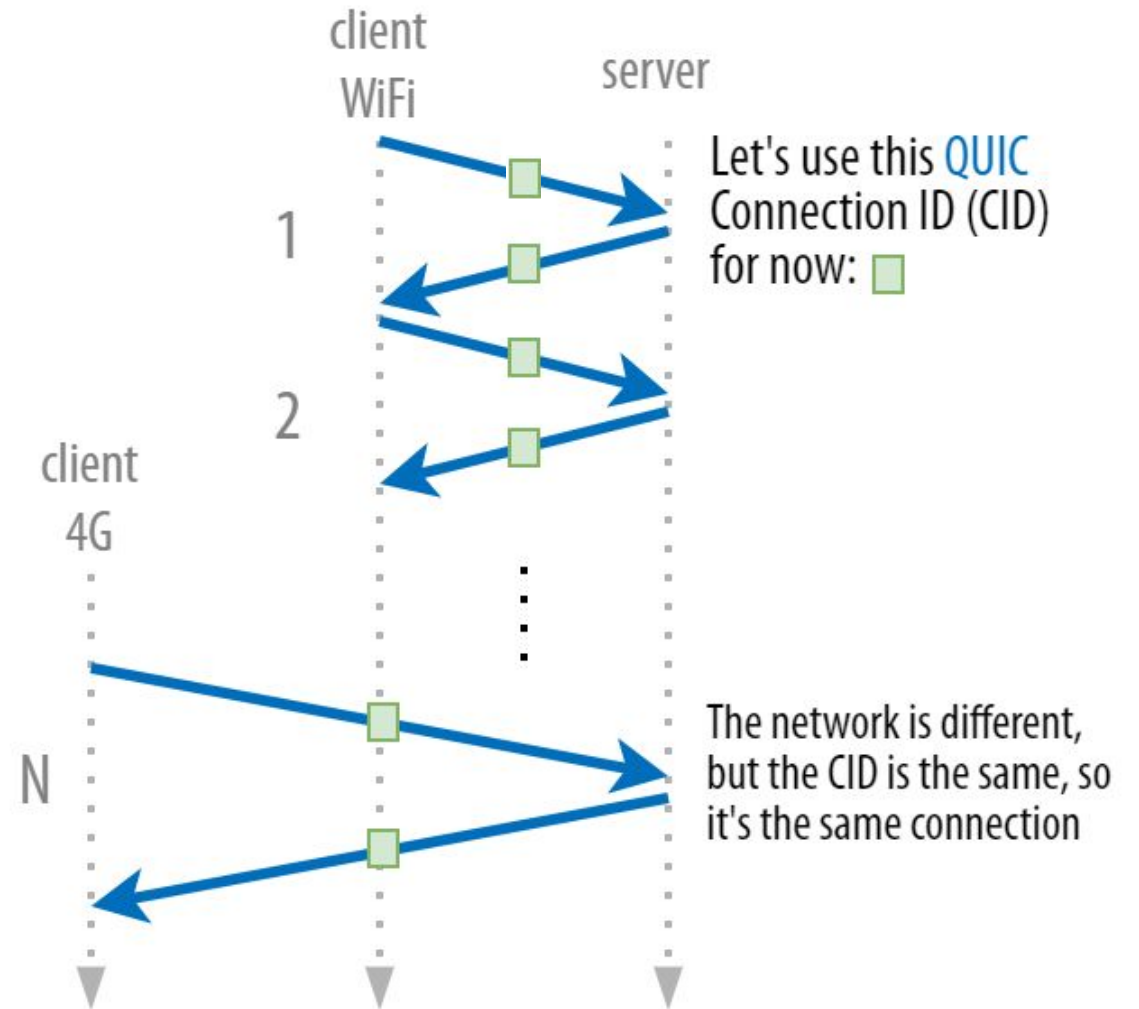 client
WiFi
server
Let's use this QUIC
Connection ID (CID)
for now:
1
2
client
4G
N
The network is different,
but the CID is the same, so
it's the same connection